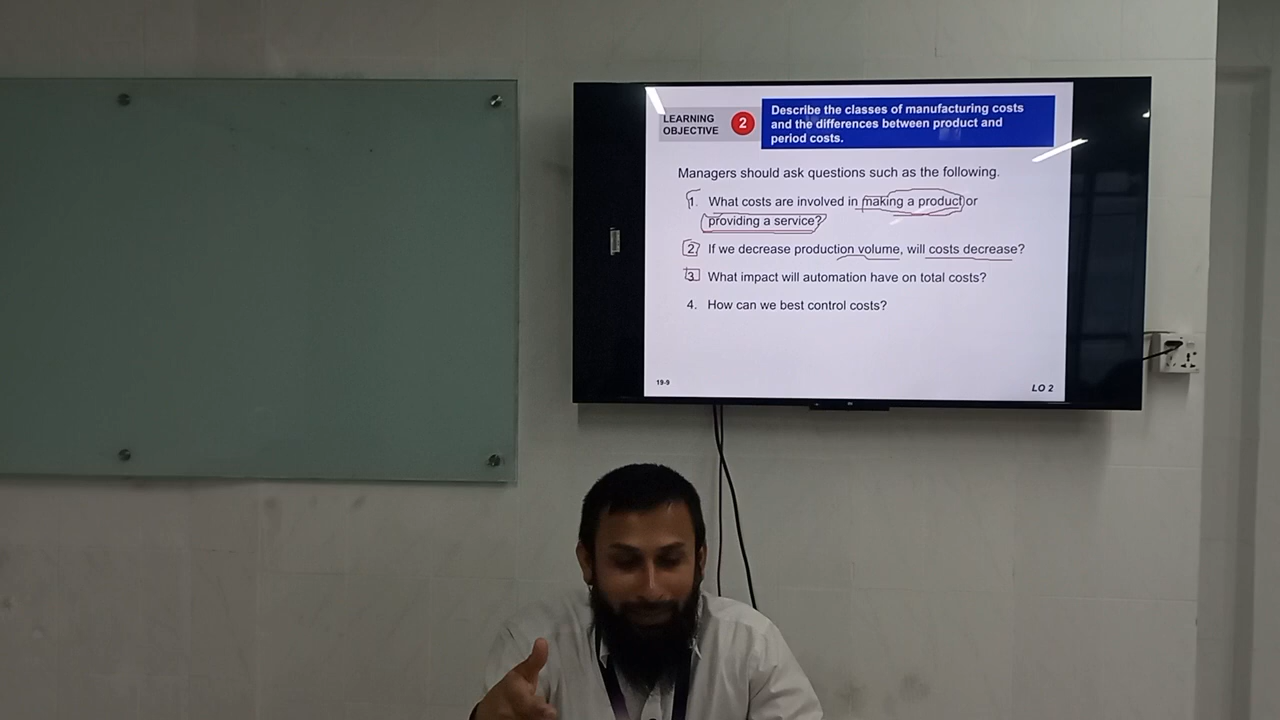 LEARNING
OBJECTIVE
2
Describe the classes of manufacturing costs
and the differences between product and
period costs.
Managers should ask questions such as the following.
1. What costs are involved in making a product or
providing a service?
2. If we decrease production volume, will costs decrease?
3. What impact will automation have on total costs?
4. How can we best control costs?
19-9
LO 2